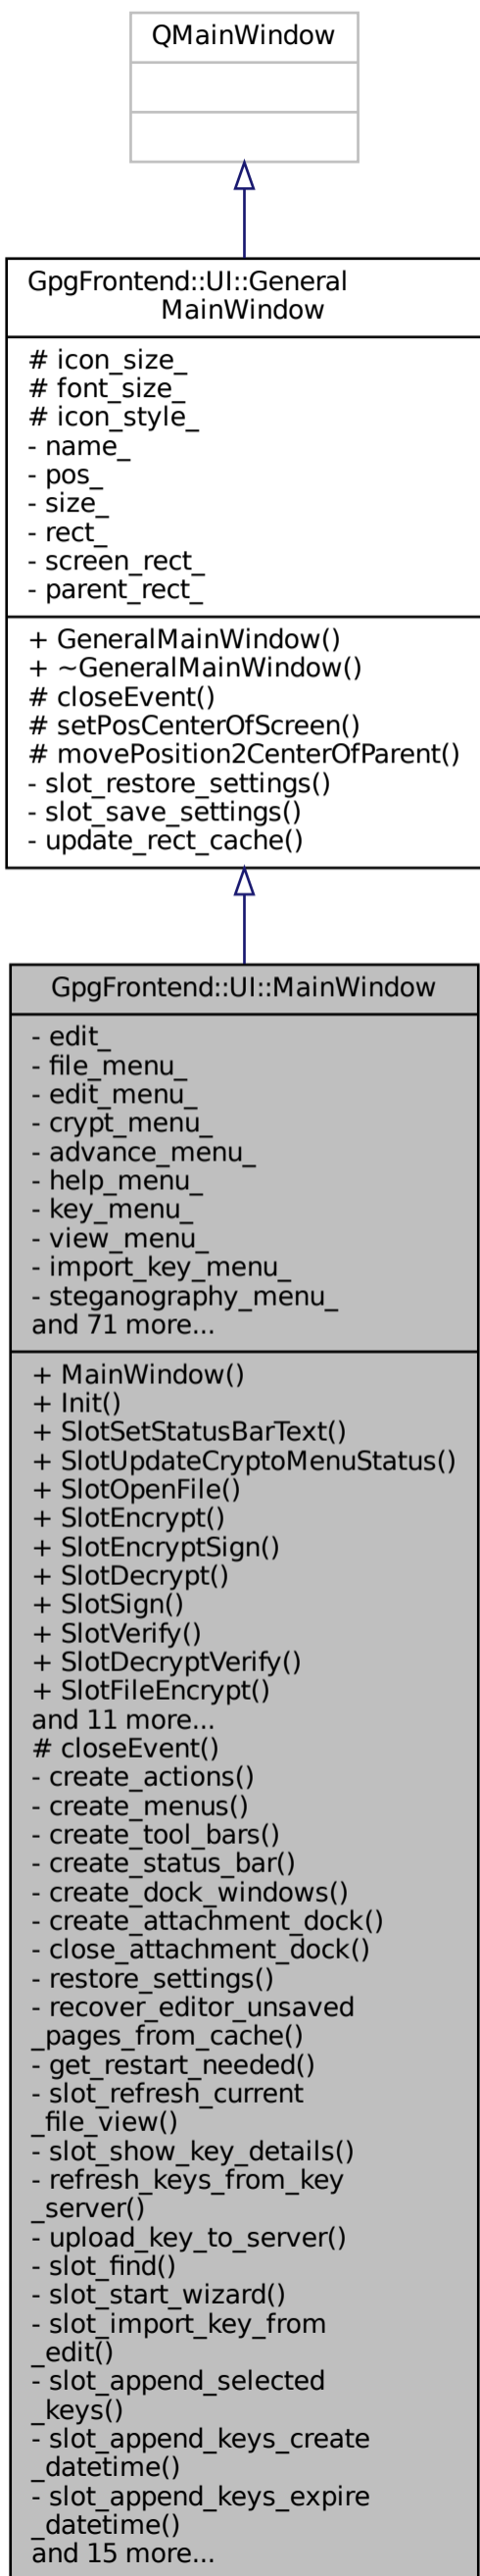 QMainWindow
GpgFrontend::UI::General
MainWindow
# icon_size_
# font_size_
# icon_style_
- name_
- pos_
- size_
- rect_
- screen_rect_
- parent_rect_
+ GeneralMainWindow()
+ ~GeneralMainWindow()
# closeEvent()
# setPosCenterOfScreen()
# movePosition2CenterOfParent()
- slot_restore_settings()
- slot_save_settings()
- update_rect_cache()
GpgFrontend::UI::MainWindow
- edit_
- file_menu_
- edit_menu_
- crypt_menu_
- advance_menu_
- help_menu_
- key_menu_
- view_menu_
- import_key_menu_
- steganography_menu_
and 71 more...
+ MainWindow()
+ Init()
+ SlotSetStatusBarText()
+ SlotUpdateCryptoMenuStatus()
+ SlotOpenFile()
+ SlotEncrypt()
+ SlotEncryptSign()
+ SlotDecrypt()
+ SlotSign()
+ SlotVerify()
+ SlotDecryptVerify()
+ SlotFileEncrypt()
and 11 more...
# closeEvent()
- create_actions()
- create_menus()
- create_tool_bars()
- create_status_bar()
- create_dock_windows()
- create_attachment_dock()
- close_attachment_dock()
- restore_settings()
- recover_editor_unsaved
_pages_from_cache()
- get_restart_needed()
- slot_refresh_current
_file_view()
- slot_show_key_details()
- refresh_keys_from_key
_server()
- upload_key_to_server()
- slot_find()
- slot_start_wizard()
- slot_import_key_from
_edit()
- slot_append_selected
_keys()
- slot_append_keys_create
_datetime()
- slot_append_keys_expire
_datetime()
and 15 more...